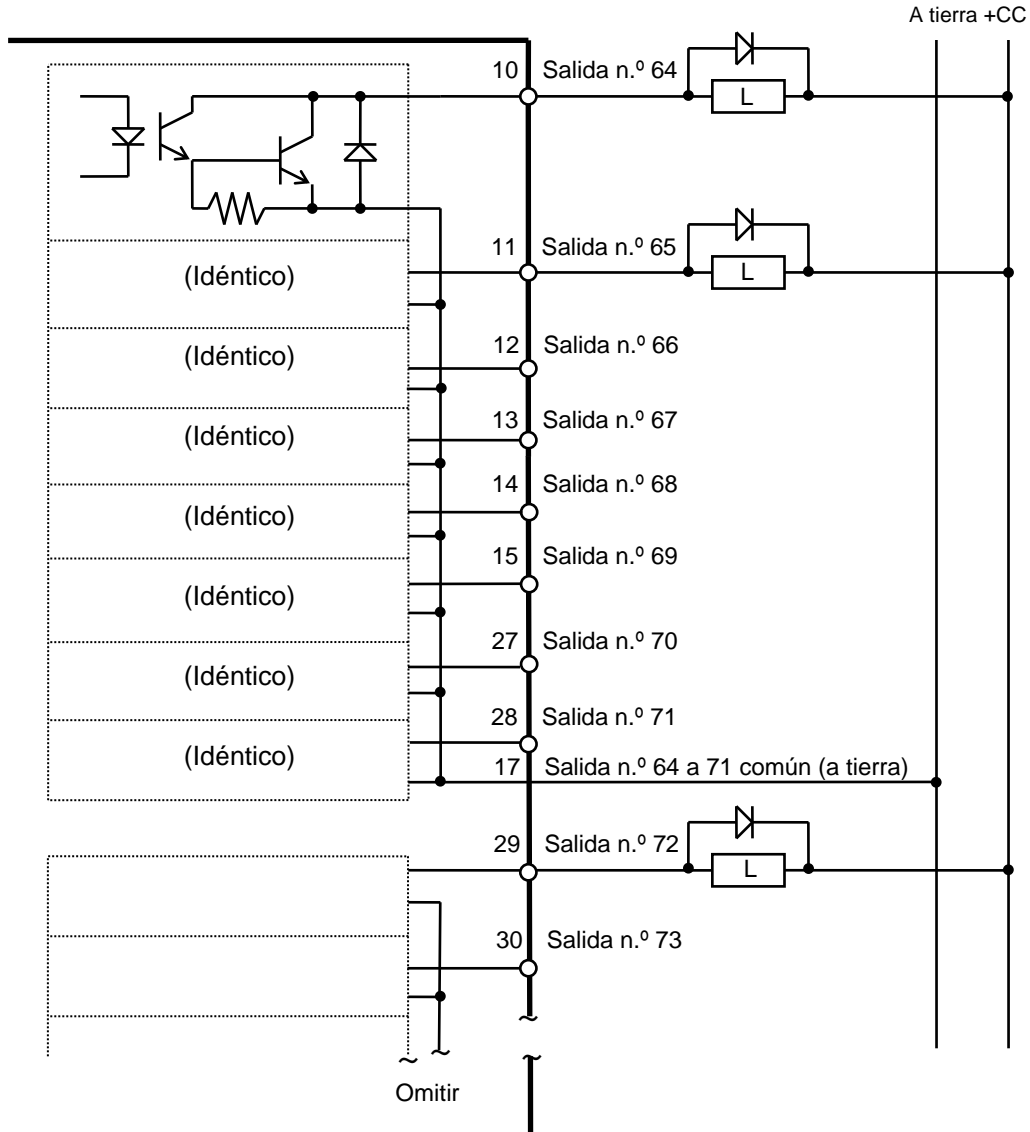 A tierra +CC
10 Salida n.º 64
L
11 Salida n.º 65
(Idéntico)
L
12 Salida n.º 66
(Idéntico)
13 Salida n.º 67
(Idéntico)
14 Salida n.º 68
(Idéntico)
15 Salida n.º 69
(Idéntico)
27 Salida n.º 70
(Idéntico)
28 Salida n.º 71
(Idéntico)
17 Salida n.º 64 a 71 común (a tierra)
29 Salida n.º 72
L
30 Salida n.º 73
Omitir